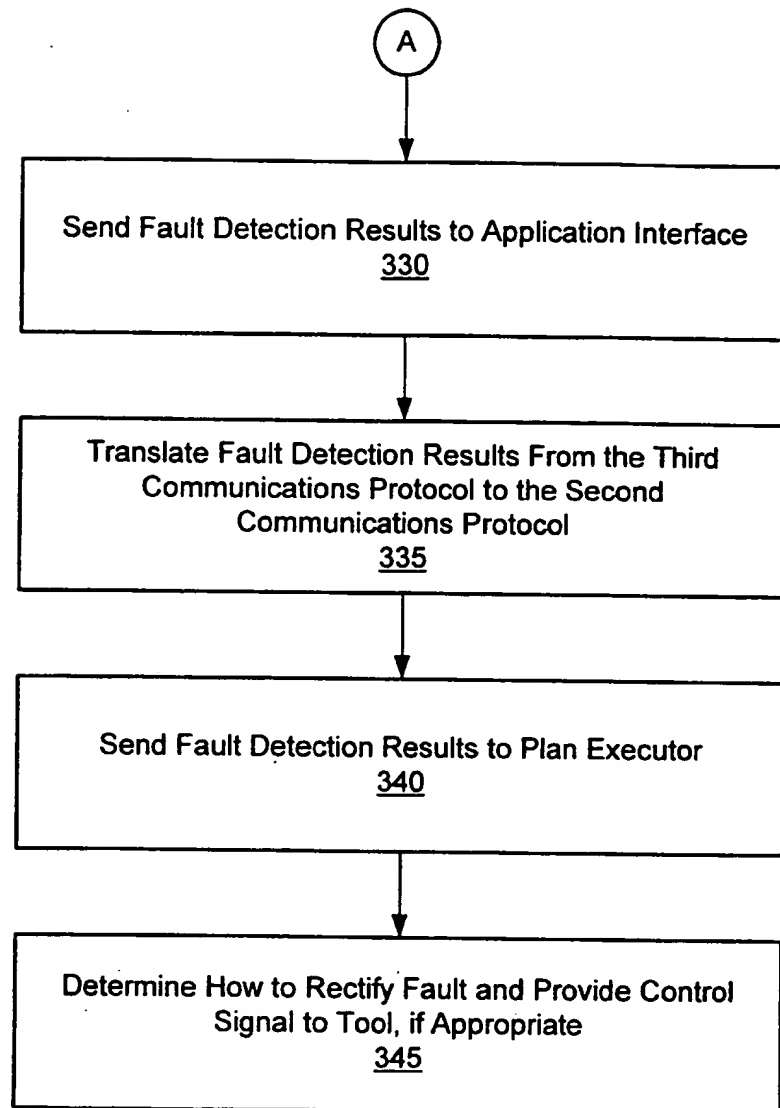 A
Send Fault Detection Results to Application Interface
330
Translate Fault Detection Results From the Third
Communications Protocol to the Second
Communications Protocol
335
Send Fault Detection Results to Plan Executor
340
Determine How to Rectify Fault and Provide Control
Signal to Tool, if Appropriate
345